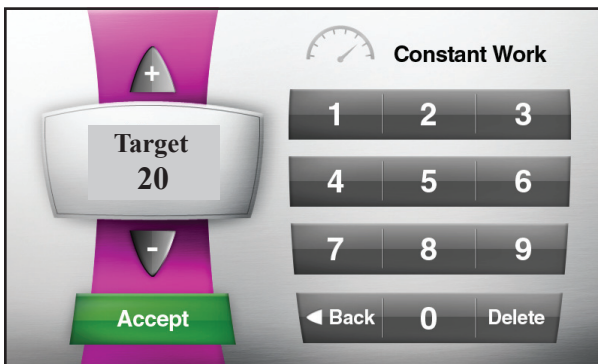 Constant Work
+
Target
20
-
Accept
1 2 3
4 5 6
7 8 9
Back 0 Delete